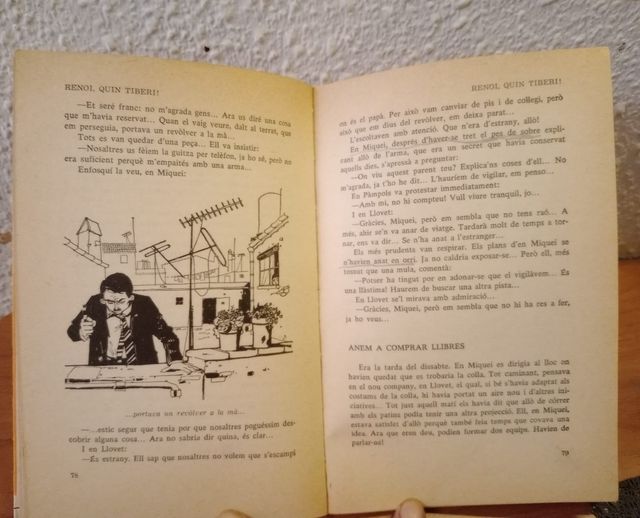 RENOI, QUIN TIBERI!
—Et seré franc: no m'agrada gens... Ara us diré una cosa
que m'havia reservat... Quan el vaig veure, dalt al terrat, que
em perseguia, portava un revòlver a la mà...
Tots es van quedar d'una peça... Ell va insistir:
—Nosaltres us fèiem la guitza per telèfon, ja ho sé, però no
era suficient perquè m'empaités amb una arma...
Enfosquí la veu, en Miquei:
...portava un revòlver a la mà...
—...estic segur que tenia por que nosaltres poguéssim des-
cobrir alguna cosa... Ara no sabria dir quina, és clar...
I en Llovet:
—És estrany. Ell sap que nosaltres no volem que s'escampi
78
RENOI, QUIN TIBERI!
on és el papà. Per això vam canviar de pis i de col·legi, però
això que em dius del revòlver, em deixa parat...
L'escoltaven amb atenció. Que n'era d'estrany, allò!
En Miquei, després d'haver-se tret el pes de sobre expli-
cant allò de l'arma, que era un secret que havia conservat
aquells dies, s'apressà a preguntar:
—On viu aquest parent teu? Explica'ns coses d'ell... No
m'agrada, ja t'ho he dit... L'hauríem de vigilar, em penso...
En Pàmpols va protestar immediatament:
—Amb mi, no hi compteu! Vull viure tranquil, jo...
I en Llovet:
—Gràcies, Miquei, però em sembla que no tens raó... A
més, ahir se'n va anar de viatge. Tardarà molt de temps a tor-
nar, ens va dir... Se n'ha anat a l'estranger...
Els més prudents van respirar. Els plans d'en Miquei se
n'havien anat en orri. Ja no caldria exposar-se... Però ell, més
tossut que una mula, comentà:
—Potser ha tingut por en adonar-se que el vigilàvem... És
una llàstima! Haurem de buscar una altra pista...
En Llovet se'l mirava amb admiració...
—Gràcies, Miquei, però em sembla que no hi ha res a fer,
ja ho veus...
ANEM A COMPRAR LLIBRES
Era la tarda del dissabte. En Miquei es dirigia al lloc on
havien quedat que es trobaria la colla. Tot caminant, pensava
en el nou company, en Llovet, el qual, si bé s'havia adaptat als
costums de la colla, hi havia portat un aire nou i d'altres ini-
ciatives... Tot just aquell matí els havia dit que allò de córrer
amb els patins podia tenir una altra projecció. Ell, en Miquei,
estava satisfet d'allò perquè també feia temps que covava una
idea. Ara que eren deu, podien formar dos equips. Havien de
parlar-ne!
79